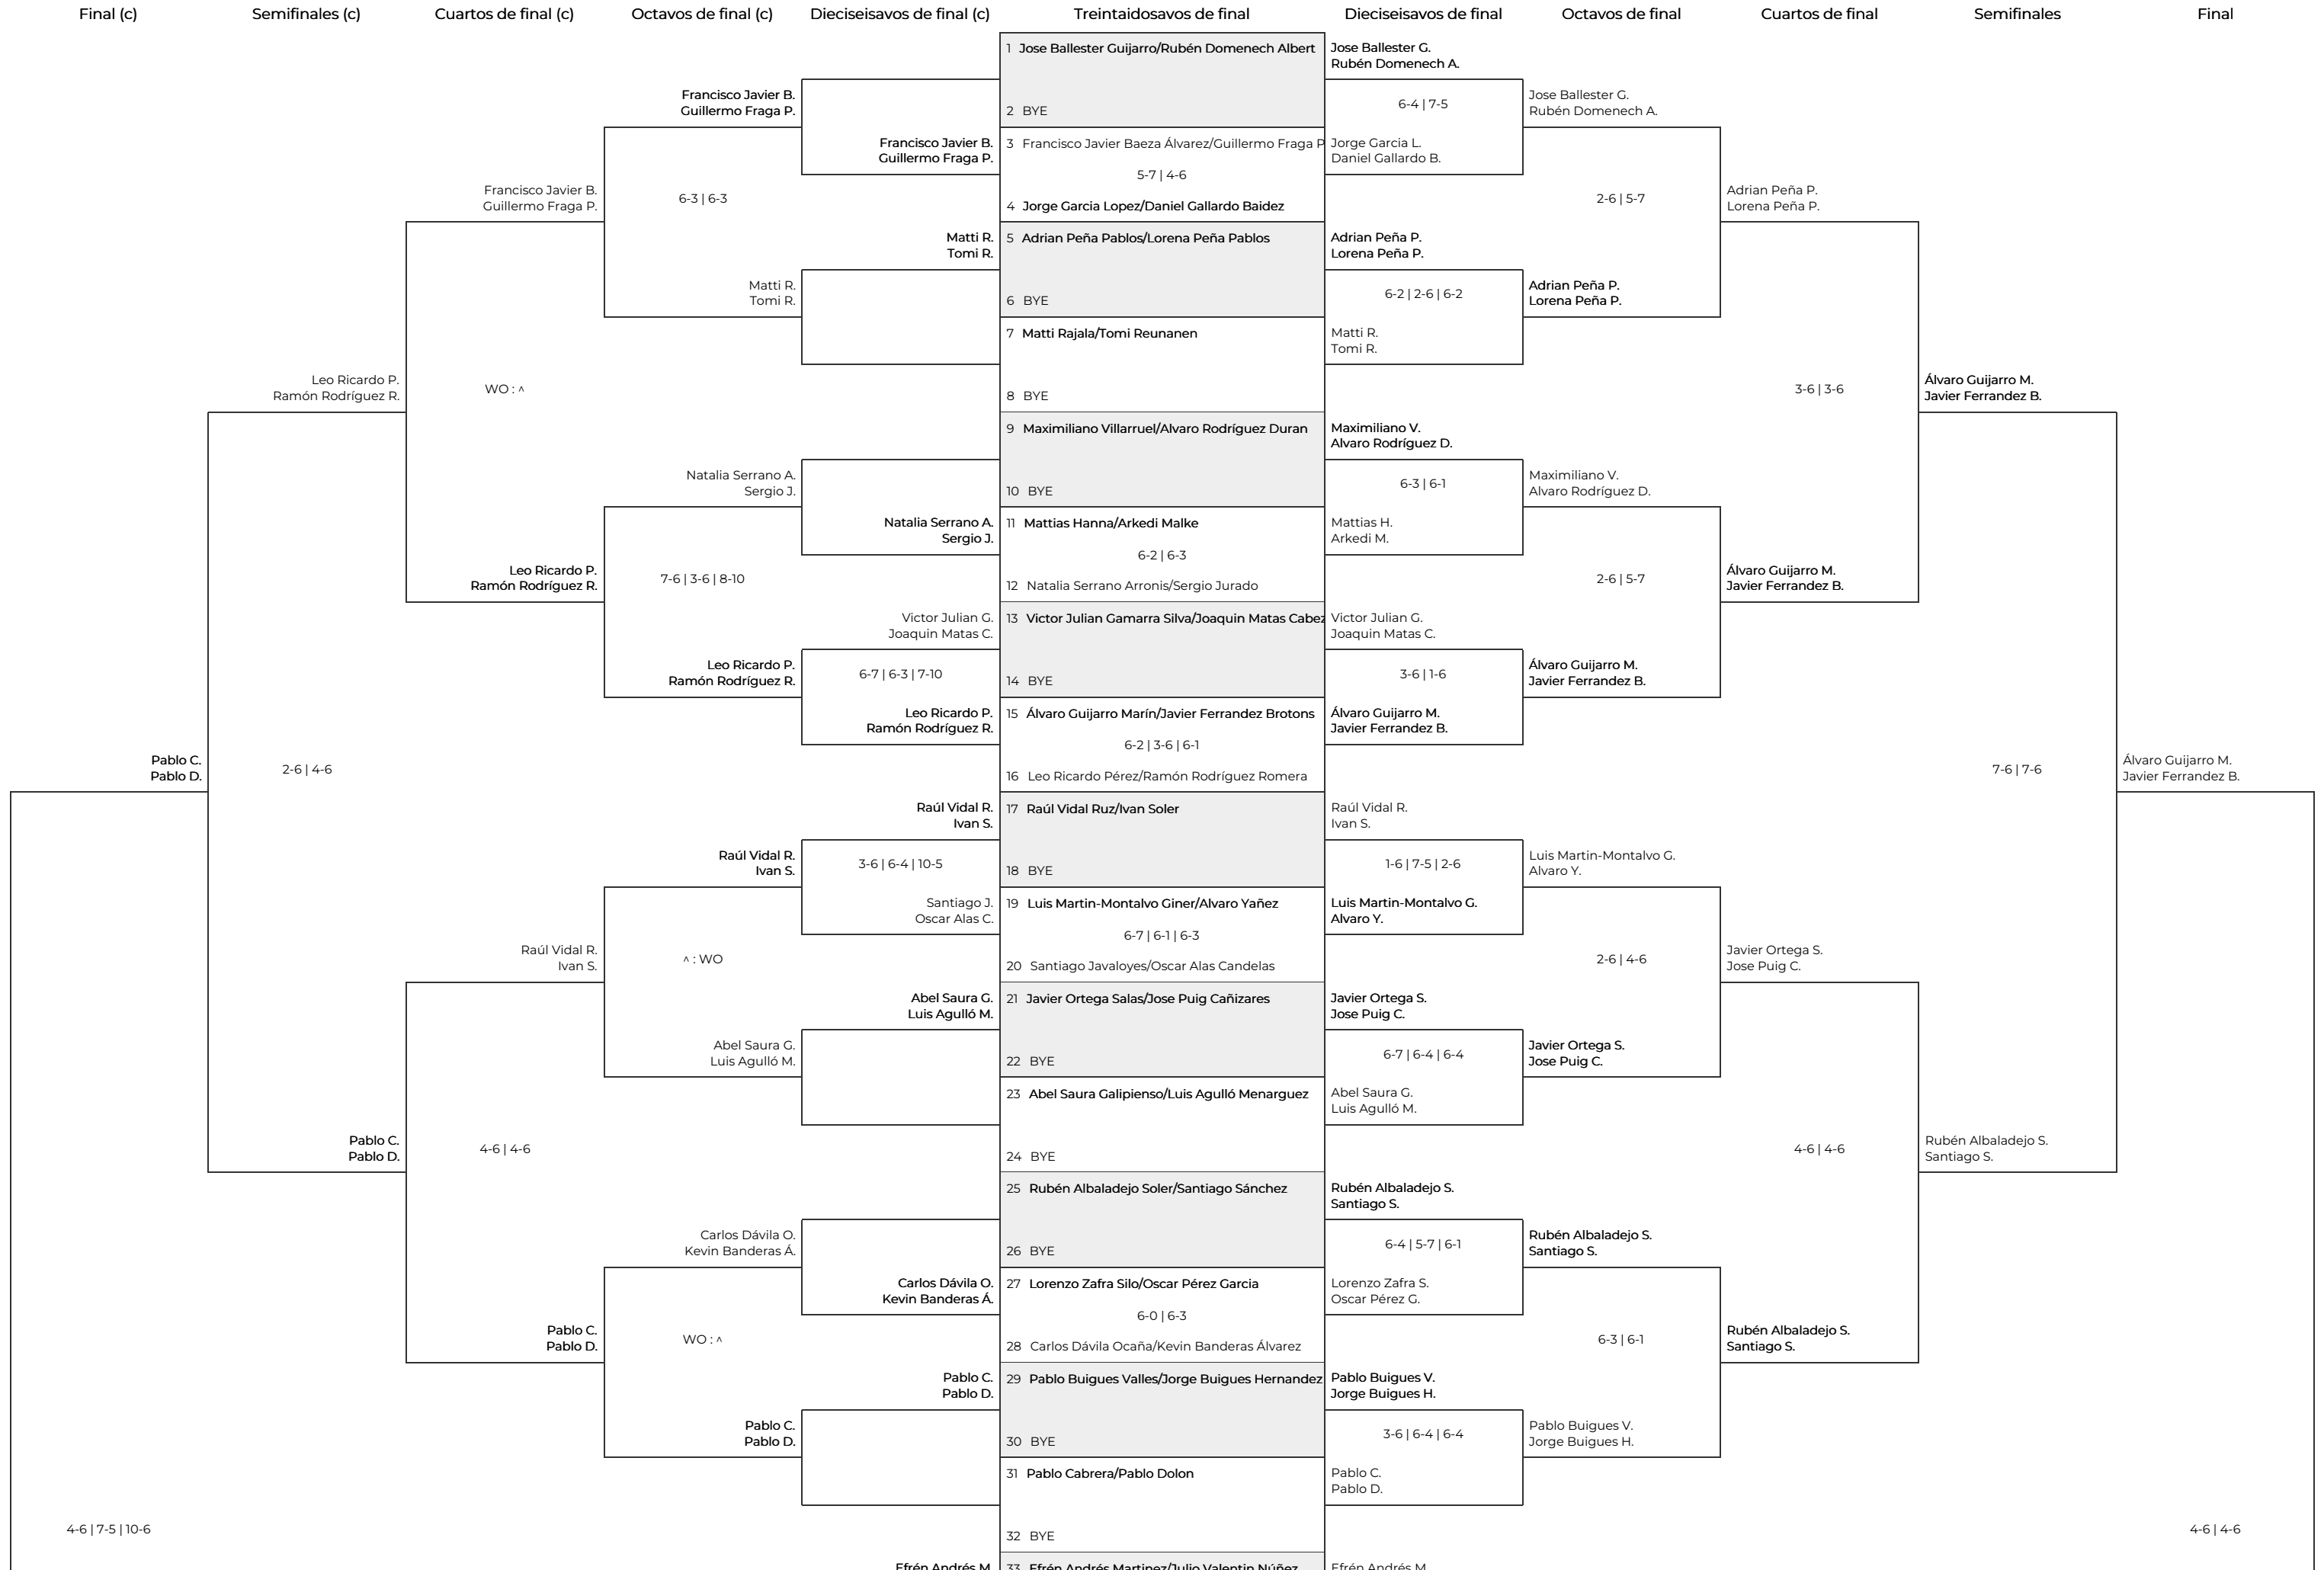 Final (c)
Semifinales (c)
Cuartos de final (c)
Octavos de final (c)
Dieciseisavos de final (c)
Treintaidosavos de final
Dieciseisavos de final
Octavos de final
Cuartos de final
Semifinales
Final
Pablo C.
Pablo D.
4-6 | 7-5 | 10-6
Leo Ricardo P.
Ramón Rodríguez R.
2-6 | 4-6
Pablo C.
Pablo D.
Francisco Javier B.
Guillermo Fraga P.
WO : ^
Leo Ricardo P.
Ramón Rodríguez R.
Raúl Vidal R.
Ivan S.
4-6 | 4-6
Pablo C.
Pablo D.
Francisco Javier B.
Guillermo Fraga P.
6-3 | 6-3
Matti R.
Tomi R.
Natalia Serrano A.
Sergio J.
7-6 | 3-6 | 8-10
Leo Ricardo P.
Ramón Rodríguez R.
Raúl Vidal R.
Ivan S.
^ : WO
Abel Saura G.
Luis Agulló M.
Carlos Dávila O.
Kevin Banderas Á.
WO : ^
Pablo C.
Pablo D.
Francisco Javier B.
Guillermo Fraga P.
Matti R.
Tomi R.
Natalia Serrano A.
Sergio J.
Victor Julian G.
Joaquin Matas C.
6-7 | 6-3 | 7-10
Leo Ricardo P.
Ramón Rodríguez R.
Raúl Vidal R.
Ivan S.
3-6 | 6-4 | 10-5
Santiago J.
Oscar Alas C.
Abel Saura G.
Luis Agulló M.
Carlos Dávila O.
Kevin Banderas Á.
Pablo C.
Pablo D.
Efrén Andrés M.
1 Jose Ballester Guijarro/Rubén Domenech Albert
2 BYE
3 Francisco Javier Baeza Álvarez/Guillermo Fraga P
5-7 | 4-6
4 Jorge Garcia Lopez/Daniel Gallardo Baidez
5 Adrian Peña Pablos/Lorena Peña Pablos
6 BYE
7 Matti Rajala/Tomi Reunanen
8 BYE
9 Maximiliano Villarruel/Alvaro Rodríguez Duran
10 BYE
11 Mattias Hanna/Arkedi Malke
6-2 | 6-3
12 Natalia Serrano Arronis/Sergio Jurado
13 Victor Julian Gamarra Silva/Joaquin Matas Cabez
14 BYE
15 Álvaro Guijarro Marín/Javier Ferrandez Brotons
6-2 | 3-6 | 6-1
16 Leo Ricardo Pérez/Ramón Rodríguez Romera
17 Raúl Vidal Ruz/Ivan Soler
18 BYE
19 Luis Martin-Montalvo Giner/Alvaro Yañez
6-7 | 6-1 | 6-3
20 Santiago Javaloyes/Oscar Alas Candelas
21 Javier Ortega Salas/Jose Puig Cañizares
22 BYE
23 Abel Saura Galipienso/Luis Agulló Menarguez
24 BYE
25 Rubén Albaladejo Soler/Santiago Sánchez
26 BYE
27 Lorenzo Zafra Silo/Oscar Pérez Garcia
6-0 | 6-3
28 Carlos Dávila Ocaña/Kevin Banderas Álvarez
29 Pablo Buigues Valles/Jorge Buigues Hernandez
30 BYE
31 Pablo Cabrera/Pablo Dolon
32 BYE
33 Efrén Andrés Martinez/Julio Valentin Núñez
Jose Ballester G.
Rubén Domenech A.
6-4 | 7-5
Jorge Garcia L.
Daniel Gallardo B.
Adrian Peña P.
Lorena Peña P.
6-2 | 2-6 | 6-2
Matti R.
Tomi R.
Maximiliano V.
Alvaro Rodríguez D.
6-3 | 6-1
Mattias H.
Arkedi M.
Victor Julian G.
Joaquin Matas C.
3-6 | 1-6
Álvaro Guijarro M.
Javier Ferrandez B.
Raúl Vidal R.
Ivan S.
1-6 | 7-5 | 2-6
Luis Martin-Montalvo G.
Alvaro Y.
Javier Ortega S.
Jose Puig C.
6-7 | 6-4 | 6-4
Abel Saura G.
Luis Agulló M.
Rubén Albaladejo S.
Santiago S.
6-4 | 5-7 | 6-1
Lorenzo Zafra S.
Oscar Pérez G.
Pablo Buigues V.
Jorge Buigues H.
3-6 | 6-4 | 6-4
Pablo C.
Pablo D.
Efrén Andrés M.
Jose Ballester G.
Rubén Domenech A.
2-6 | 5-7
Adrian Peña P.
Lorena Peña P.
Maximiliano V.
Alvaro Rodríguez D.
2-6 | 5-7
Álvaro Guijarro M.
Javier Ferrandez B.
Luis Martin-Montalvo G.
Alvaro Y.
2-6 | 4-6
Javier Ortega S.
Jose Puig C.
Rubén Albaladejo S.
Santiago S.
6-3 | 6-1
Pablo Buigues V.
Jorge Buigues H.
Adrian Peña P.
Lorena Peña P.
3-6 | 3-6
Álvaro Guijarro M.
Javier Ferrandez B.
Javier Ortega S.
Jose Puig C.
4-6 | 4-6
Rubén Albaladejo S.
Santiago S.
Álvaro Guijarro M.
Javier Ferrandez B.
7-6 | 7-6
Rubén Albaladejo S.
Santiago S.
Álvaro Guijarro M.
Javier Ferrandez B.
4-6 | 4-6